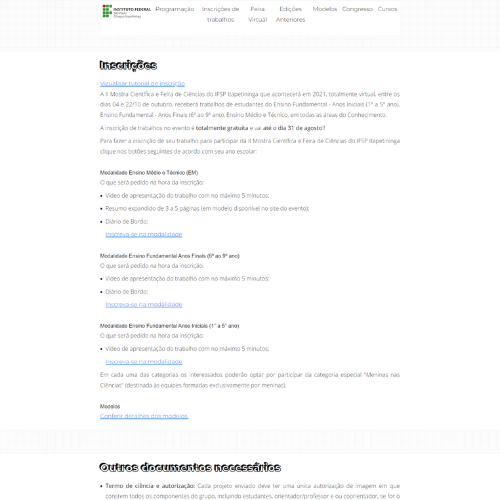 INSTITUTO FEDERAL
São Paulo
Câmpus Itapetininga
Programação
Inscrições de trabalhos
Feira Virtual
Edições Anteriores
Modelos
Congresso
Cursos
Inscrições
Vizualizar tutorial de inscrição
A II Mostra Científica e Feira de Ciências do IFSP Itapetininga que acontecerá em 2021, totalmente virtual, entre os
dias 04 e 22/10 de outubro, receberá trabalhos de estudantes do Ensino Fundamental - Anos Iniciais (1° a 5° ano),
Ensino Fundamental - Anos Finais (6º ao 9º ano), Ensino Médio e Técnico, em todas as áreas do Conhecimento.
A inscrição de trabalhos no evento é totalmente gratuita e vai até o dia 31 de agosto!!
Para fazer a inscrição de seu trabalho para participar da II Mostra Científica e Feira de Ciências do IFSP Itapetininga
clique nos botões seguintes de acordo com seu ano escolar:
Modalidade Ensino Médio e Técnico (EM)
O que será pedido na hora da inscrição:
• Vídeo de apresentação do trabalho com no máximo 5 minutos;
• Resumo expandido de 3 a 5 páginas (em modelo disponível no site do evento);
• Diário de Bordo;
Inscreva-se na modalidade
Modalidade Ensino Fundamental Anos Finais (6º ao 9º ano)
O que será pedido na hora da inscrição:
• Vídeo de apresentação do trabalho com no máximo 5 minutos;
• Diário de Bordo;
Inscreva-se na modalidade
Modalidade Ensino Fundamental Anos Iniciais (1° a 5° ano)
O que será pedido na hora da inscrição:
• Vídeo de apresentação do trabalho com no máximo 5 minutos;
Inscreva-se na modalidade
Em cada uma das categorias os interessados poderão optar por participar da categoria especial "Meninas nas
Ciências" (destinada às equipes formadas exclusivamente por meninas).
Modelos
Conferir detalhes dos modelos.
Outros documentos necessários
• Termo de ciência e autorização: Cada projeto enviado deve ter uma única autorização de imagem em que
constem todos os componentes do grupo, incluindo estudantes, orientador/professor e ou coorientador, se for o